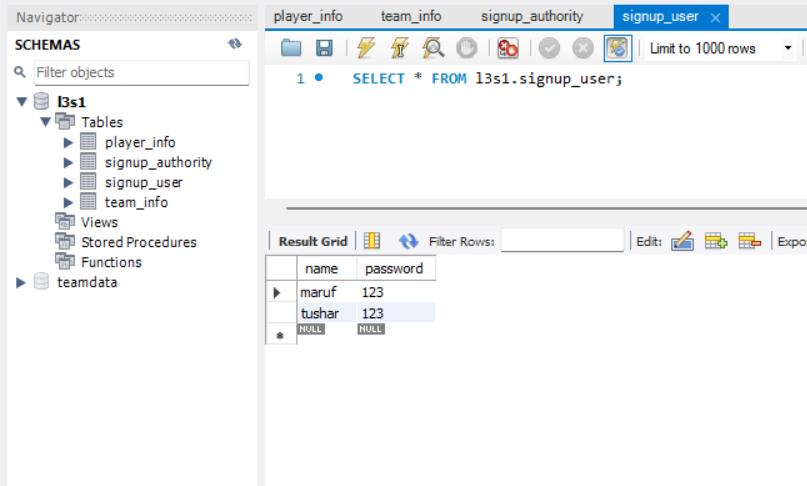 Navigator
SCHEMAS
Filter objects
l3s1
Tables
player_info
signup_authority
signup_user
team_info
Views
Stored Procedures
Functions
teamdata
player_info team_info signup_authority signup_user
Limit to 1000 rows
1 SELECT * FROM l3s1.signup_user;
Result Grid Filter Rows: Edit: Expo
name password
maruf 123
tushar 123
NULL NULL